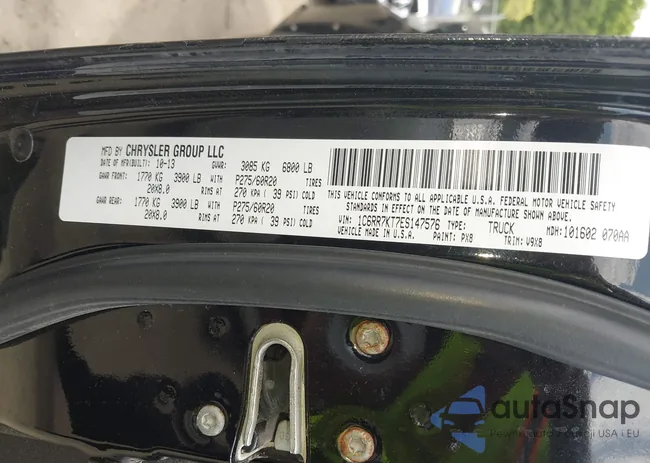 MFD BY CHRYSLER GROUP LLC
DATE OF MFR(BUILT): 10-13 GVWR: 3085 KG 6800 LB
GAWR FRONT: 1770 KG 3900 LB P275/60R20 TIRES
20X8.0 RIMS AT 270 KPA ( 39 PSI) COLD
GAWR REAR: 1770 KG 3900 LB P275/60R20 TIRES
20X8.0 RIMS AT 270 KPA ( 39 PSI) COLD
THIS VEHICLE CONFORMS TO ALL APPLICABLE U.S.A. FEDERAL MOTOR VEHICLE SAFETY
STANDARDS IN EFFECT ON THE DATE OF MANUFACTURE SHOWN ABOVE.
VIN: 1C6RR7KT7ES147576 TYPE: TRUCK MDH: 101602 070AA
VEHICLE MADE IN U.S.A. PAINT: PX8 TRIM: V9X8
autoSnap
USA i EU